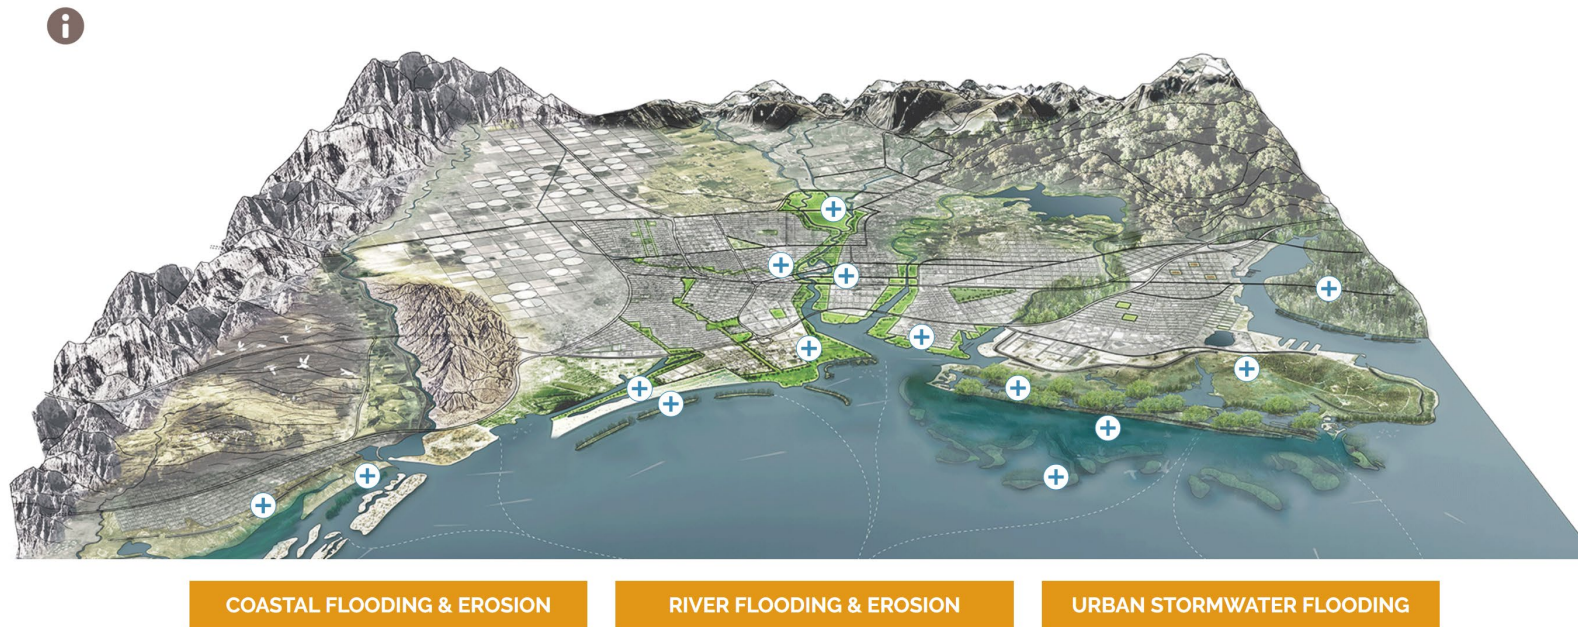 i
COASTAL FLOODING & EROSION
RIVER FLOODING & EROSION
URBAN STORMWATER FLOODING